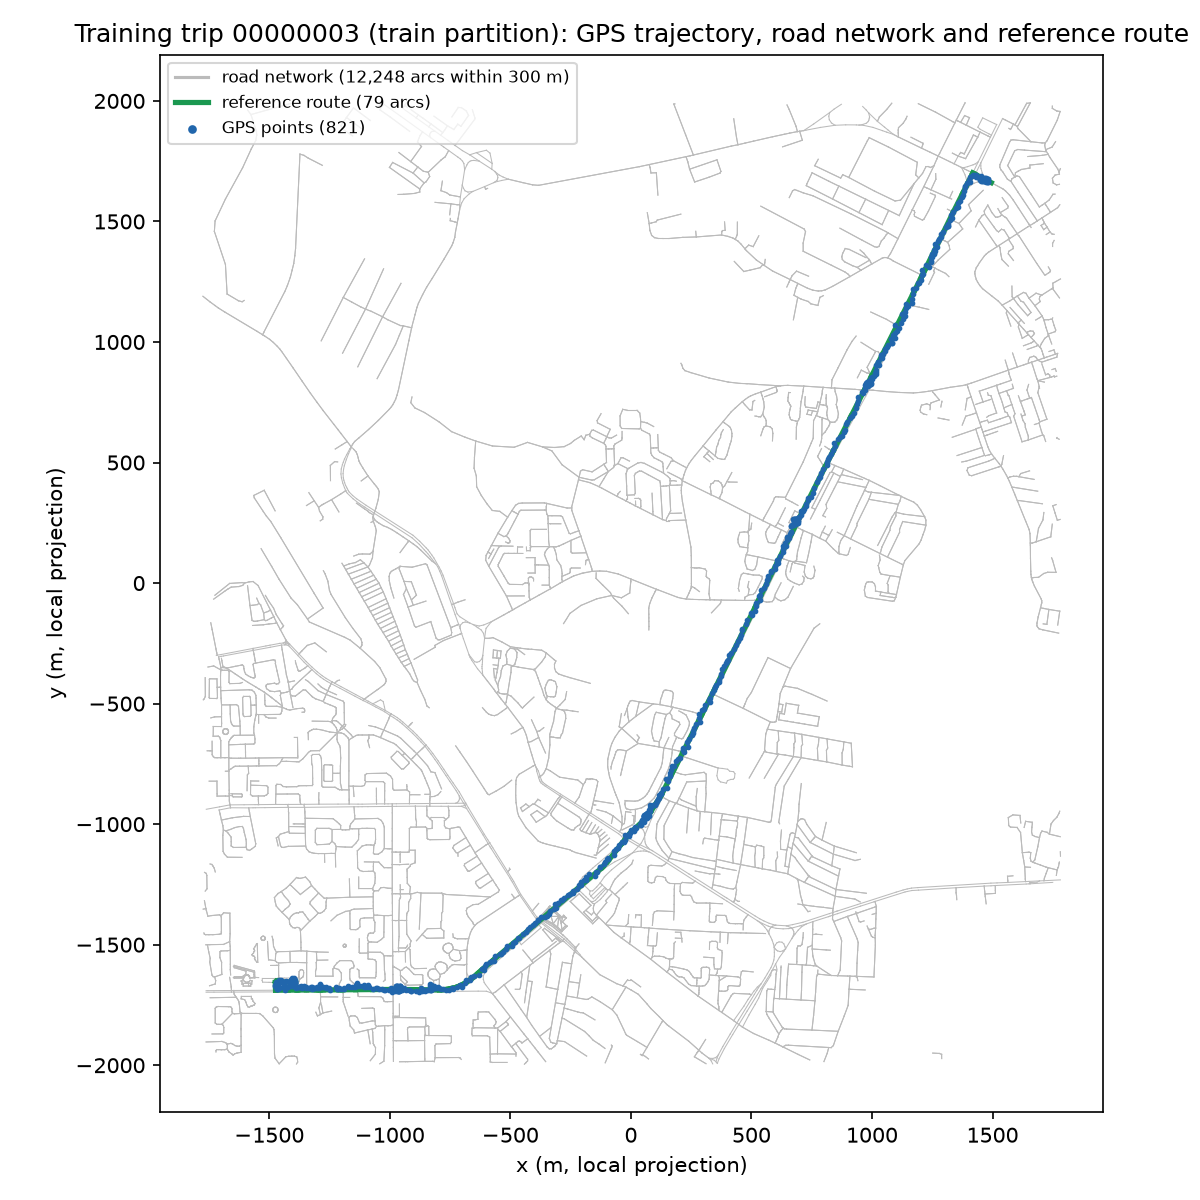 Training trip 00000003 (train partition): GPS trajectory, road network and reference route
road network (12,248 arcs within 300 m)
reference route (79 arcs)
GPS points (821)
2000
1500
1000
500
0
−500
−1000
−1500
−2000
y (m, local projection)
−1500
−1000
−500
0
500
1000
1500
x (m, local projection)